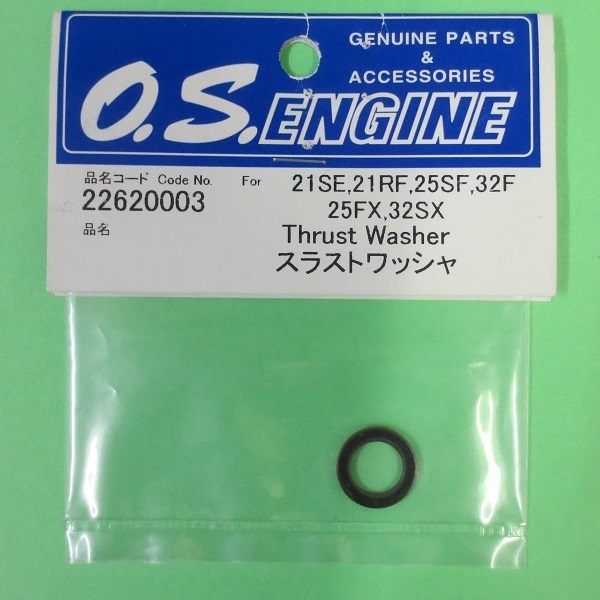 GENUINE PARTS
&
ACCESSORIES
O.S. ENGINE
品名コード Code No. For 21SE,21RF,25SF,32F
22620003 25FX,32SX
品名 Thrust Washer
スラストワッシャ